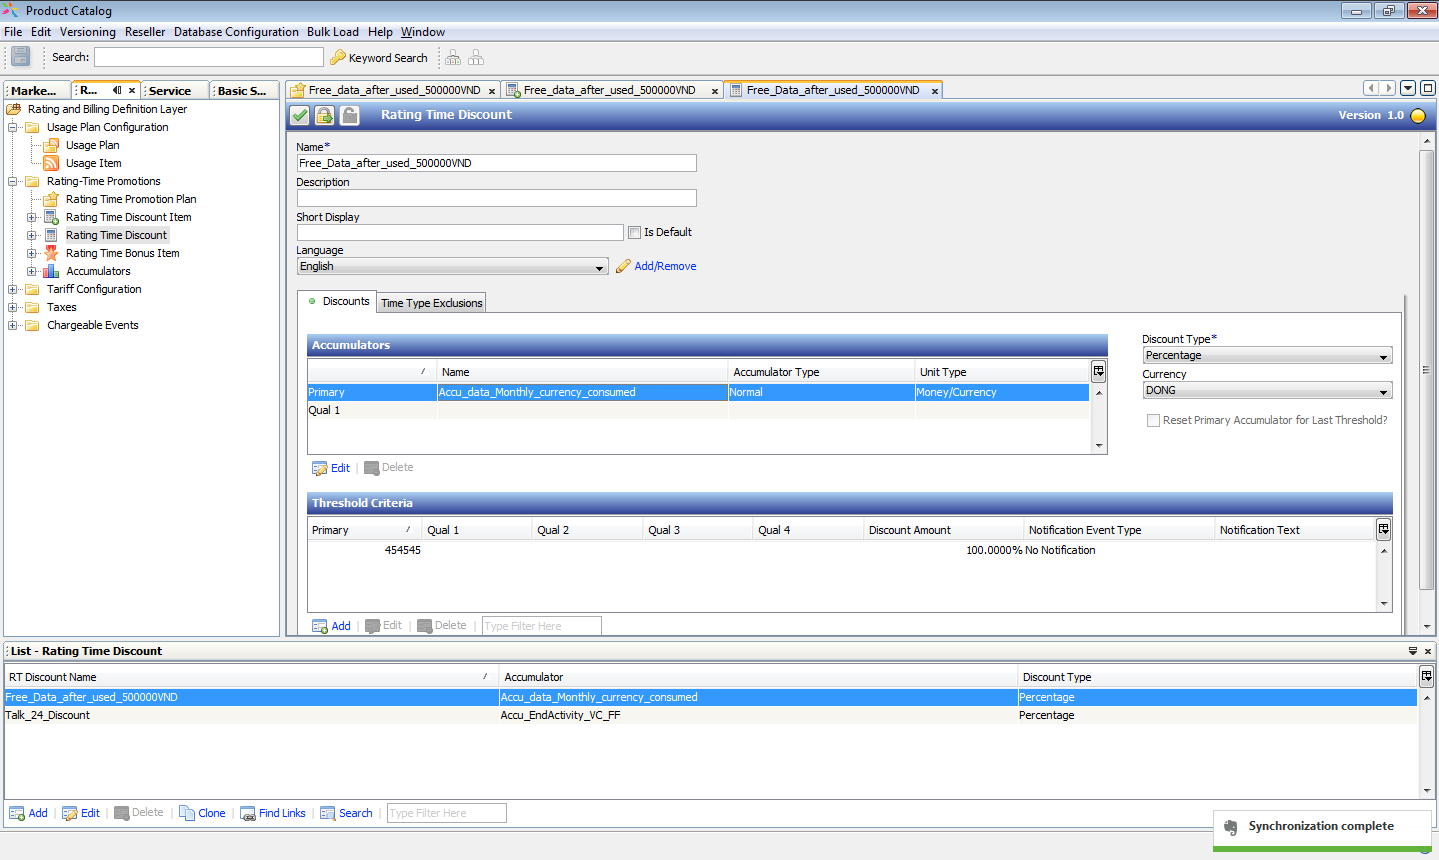 Product Catalog
File Edit Versioning Reseller Database Configuration Bulk Load Help Window
Search: Keyword Search
Marke... R... Service Basic S...
Rating and Billing Definition Layer
Usage Plan Configuration
Usage Plan
Usage Item
Rating-Time Promotions
Rating Time Promotion Plan
Rating Time Discount Item
Rating Time Discount
Rating Time Bonus Item
Accumulators
Tariff Configuration
Taxes
Chargeable Events
Free_data_after_used_500000VND Free_data_after_used_500000VND Free_Data_after_used_500000VND
Rating Time Discount Version 1.0
Name*
Free_Data_after_used_500000VND
Description
Short Display
Is Default
Language
English Add/Remove
Discounts Time Type Exclusions
Accumulators
Name Accumulator Type Unit Type
Primary Accu_data_Monthly_currency_consumed Normal Money/Currency
Qual 1
Edit Delete
Discount Type*
Percentage
Currency
DONG
Reset Primary Accumulator for Last Threshold?
Threshold Criteria
Primary Qual 1 Qual 2 Qual 3 Qual 4 Discount Amount Notification Event Type Notification Text
454545 100.0000% No Notification
Add Edit Delete Type Filter Here
List - Rating Time Discount
RT Discount Name Accumulator Discount Type
Free_Data_after_used_500000VND Accu_data_Monthly_currency_consumed Percentage
Talk_24_Discount Accu_EndActivity_VC_FF Percentage
Add Edit Delete Clone Find Links Search Type Filter Here
Synchronization complete